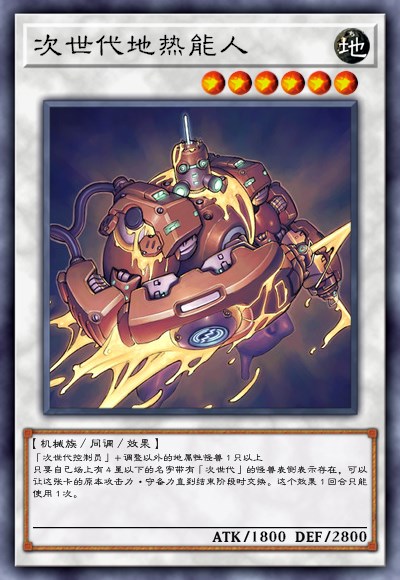 次世代地热能人
地
【机械族／同调／效果】
「次世代控制员」＋调整以外的地属性怪兽1只以上
只要自己场上有4星以下的名字带有「次世代」的怪兽表侧表示存在，可以
让这张卡的原本攻击力·守备力直到结束阶段时交换。这个效果1回合只能
使用1次。
ATK/1800 DEF/2800